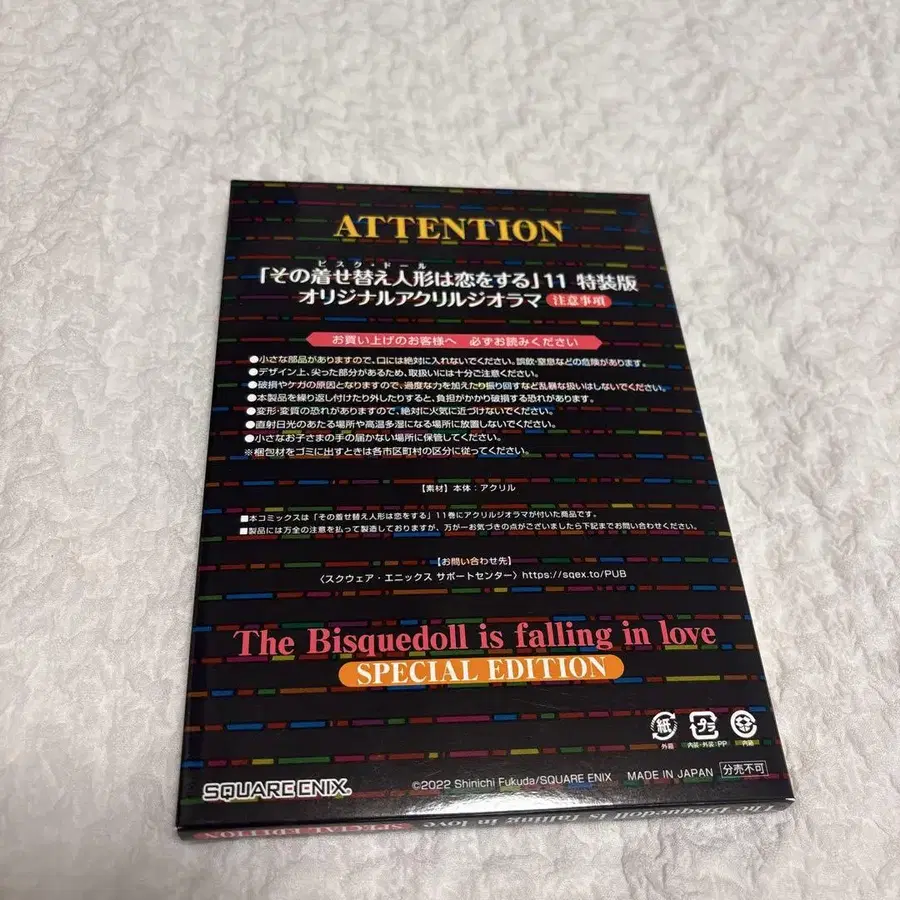 ATTENTION
ビスク・ドール
「その着せ替え人形は恋をする」11 特装版
オリジナルアクリルジオラマ 注意事項
お買い上げのお客様へ 必ずお読みください
●小さな部品がありますので、口には絶対に入れないでください。誤飲・窒息などの危険があります。
●デザイン上、尖った部分があるため、取扱いには十分ご注意ください。
●破損やケガの原因となりますので、過度な力を加えたり振り回すなど乱暴な扱いはしないでください。
●本製品を繰り返し付けたり外したりすると、負担がかかり破損する恐れがあります。
●変形・変質の恐れがありますので、絶対に火気に近づけないでください。
●直射日光のあたる場所や高温多湿になる場所に放置しないでください。
●小さなお子さまの手の届かない場所に保管してください。
※梱包材をゴミに出すときは各市区町村の区分に従ってください。
【素材】本体：アクリル
■本コミックスは「その着せ替え人形は恋をする」11巻にアクリルジオラマが付いた商品です。
■製品には万全の注意を払って製造しておりますが、万が一お気づきの点がございましたら下記までお問い合わせください。
【お問い合わせ先】
〈スクウェア・エニックス サポートセンター〉https://sqex.to/PUB
The Bisquedoll is falling in love
SPECIAL EDITION
紙 プラ
外箱 内装・外装:PP 内箱
SQUARE ENIX.
©2022 Shinichi Fukuda/SQUARE ENIX MADE IN JAPAN 分売不可
SPECIAL EDITION The Bisquedoll is falling in love